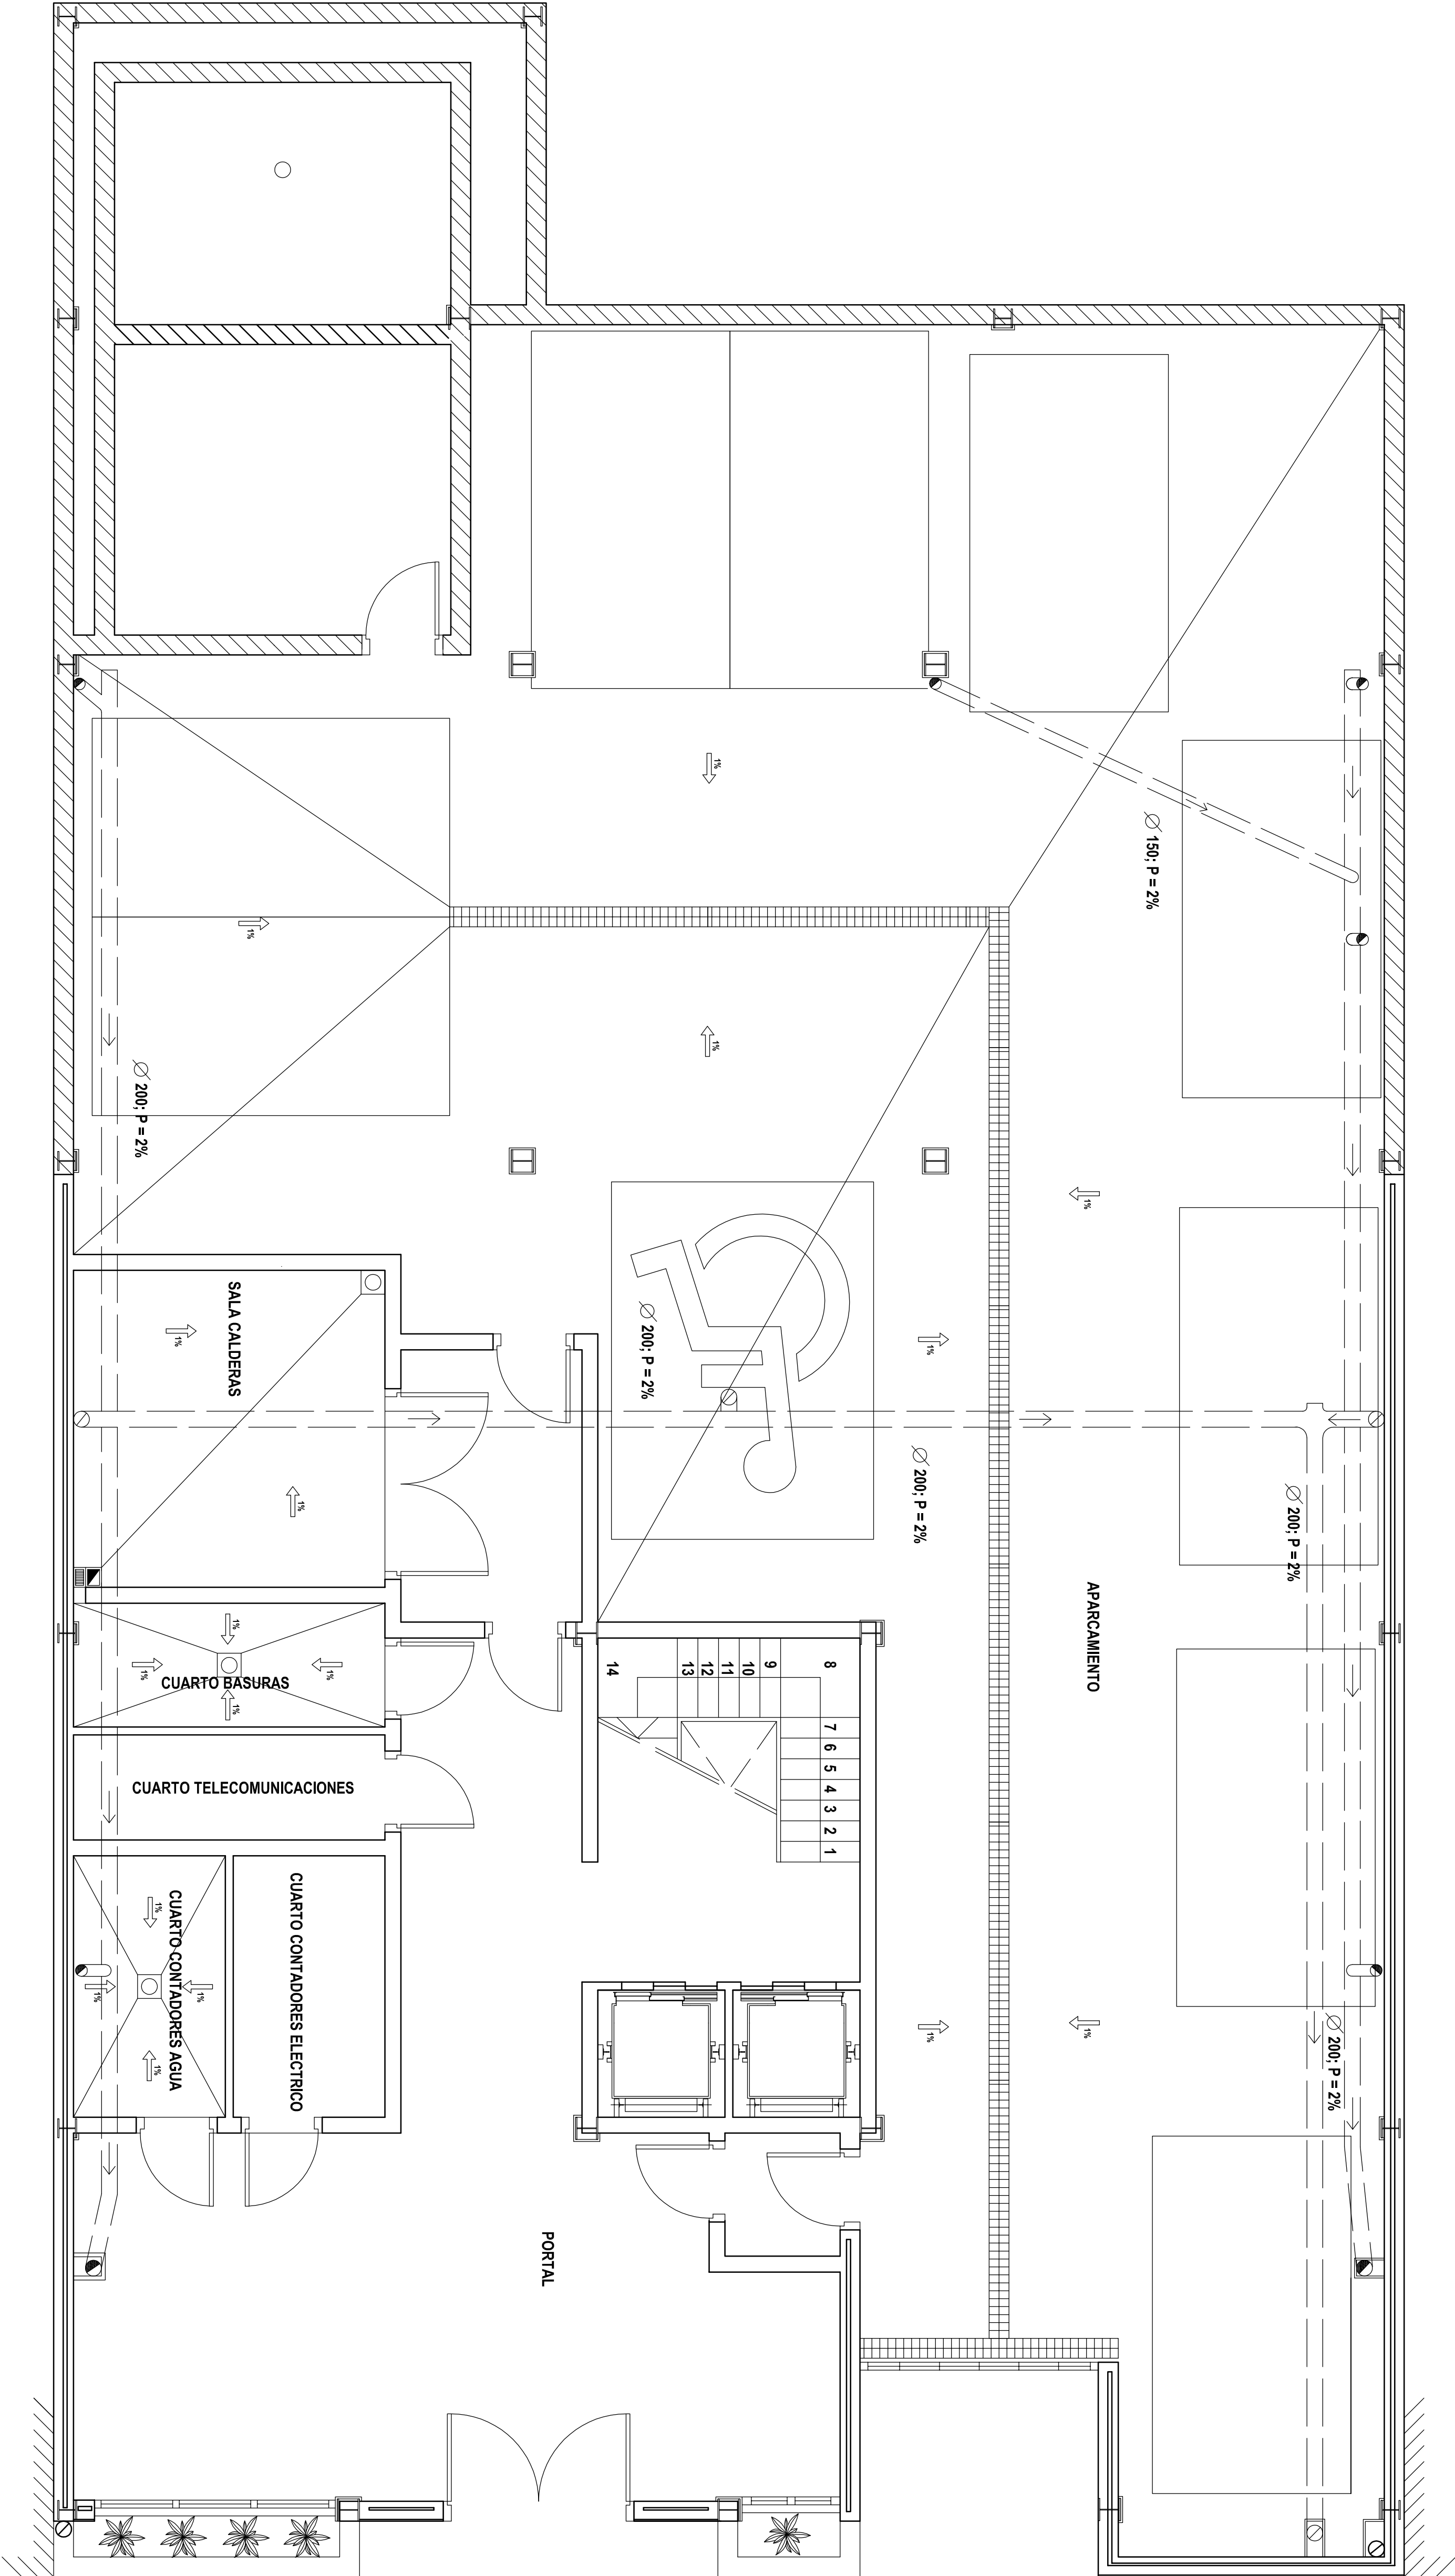 1%
Ø 150; P = 2%
1%
1%
Ø 200; P = 2%
1%
SALA CALDERAS
1%
Ø 200; P = 2%
1%
1%
Ø 200; P = 2%
Ø 200; P = 2%
APARCAMIENTO
1%
1%
1%
CUARTO BASURAS
1%
14
13
12
11
10
9
8
7
6
5
4
3
2
1
CUARTO TELECOMUNICACIONES
CUARTO CONTADORES AGUA
CUARTO CONTADORES ELECTRICO
1%
1%
1%
1%
1%
1%
Ø 200; P = 2%
PORTAL